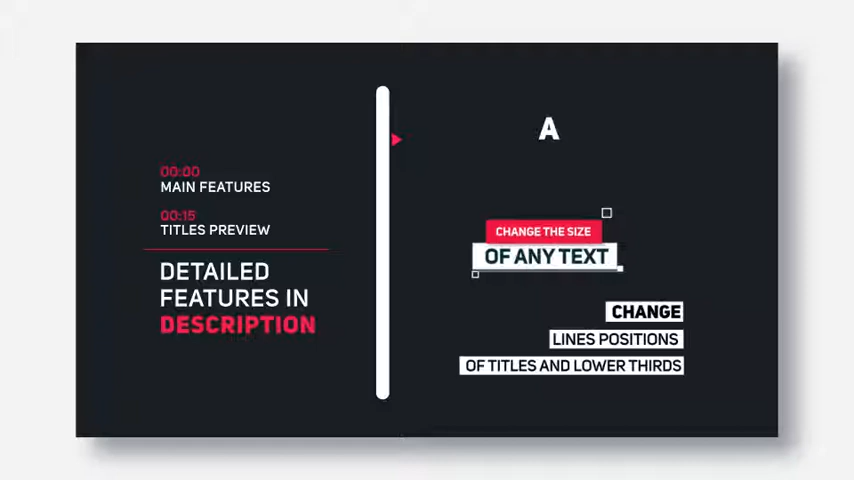 00:00
MAIN FEATURES
00:15
TITLES PREVIEW
DETAILED
FEATURES IN
DESCRIPTION
A
CHANGE THE SIZE
OF ANY TEXT
CHANGE
LINES POSITIONS
OF TITLES AND LOWER THIRDS